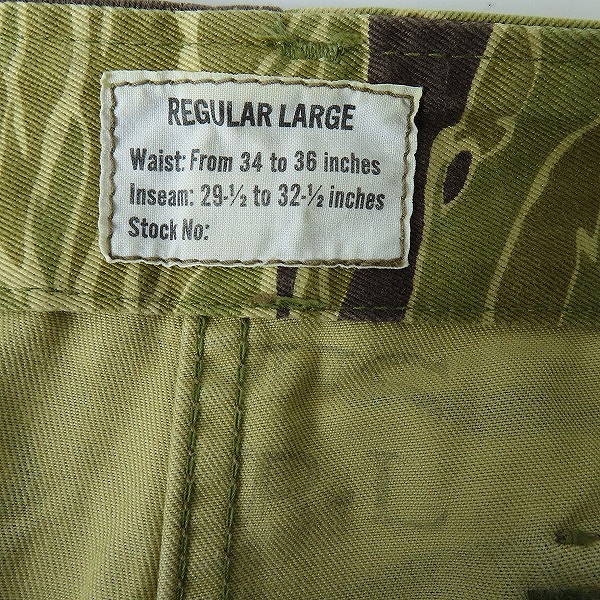 REGULAR LARGE
Waist: From 34 to 36 inches
Inseam: 29-½ to 32-½ inches
Stock No: